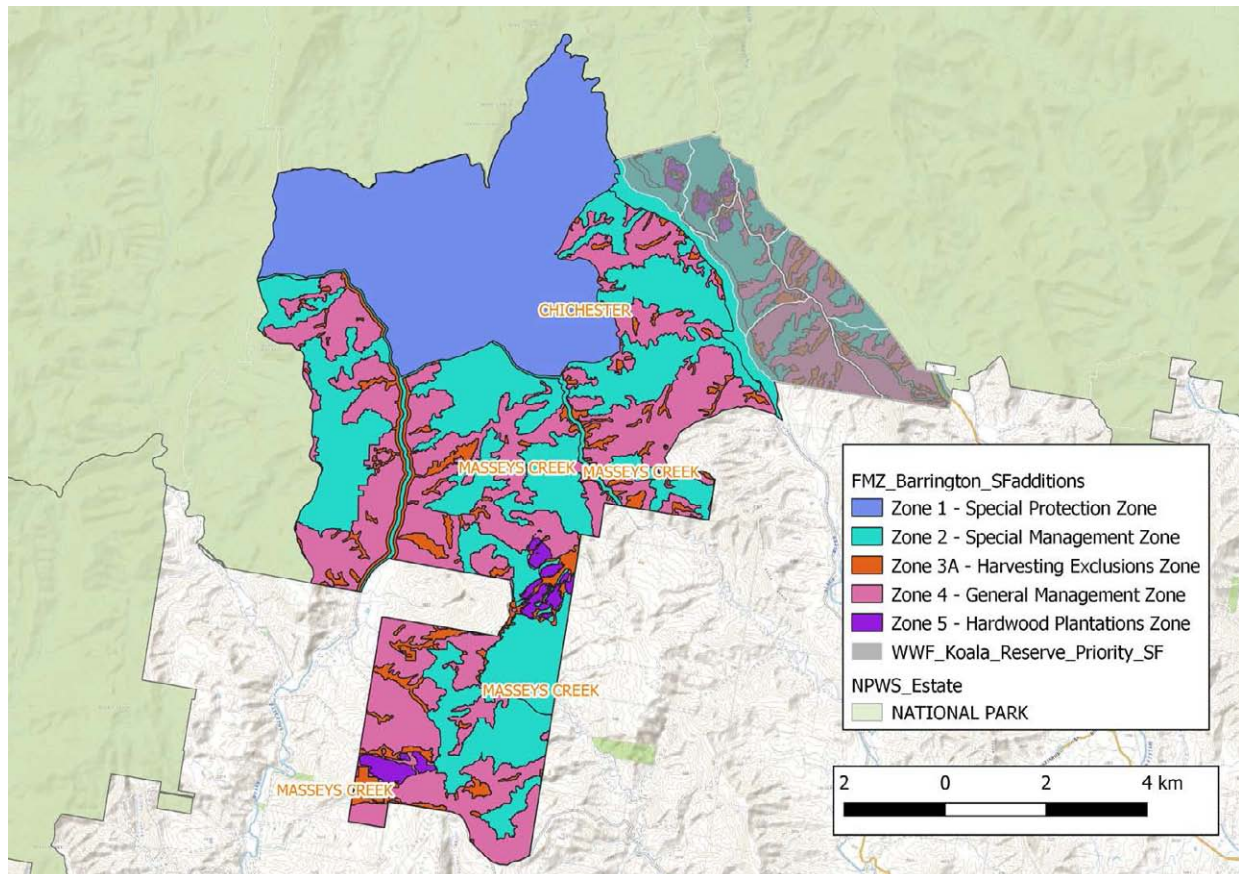 CHICHESTER
MASSEYS CREEK
MASSEYS CREEK
MASSEYS CREEK
MASSEYS CREEK
FMZ_Barrington_SFadditions
Zone 1 - Special Protection Zone
Zone 2 - Special Management Zone
Zone 3A - Harvesting Exclusions Zone
Zone 4 - General Management Zone
Zone 5 - Hardwood Plantations Zone
WWF_Koala_Reserve_Priority_SF
NPWS_Estate
NATIONAL PARK
2 0 2 4 km